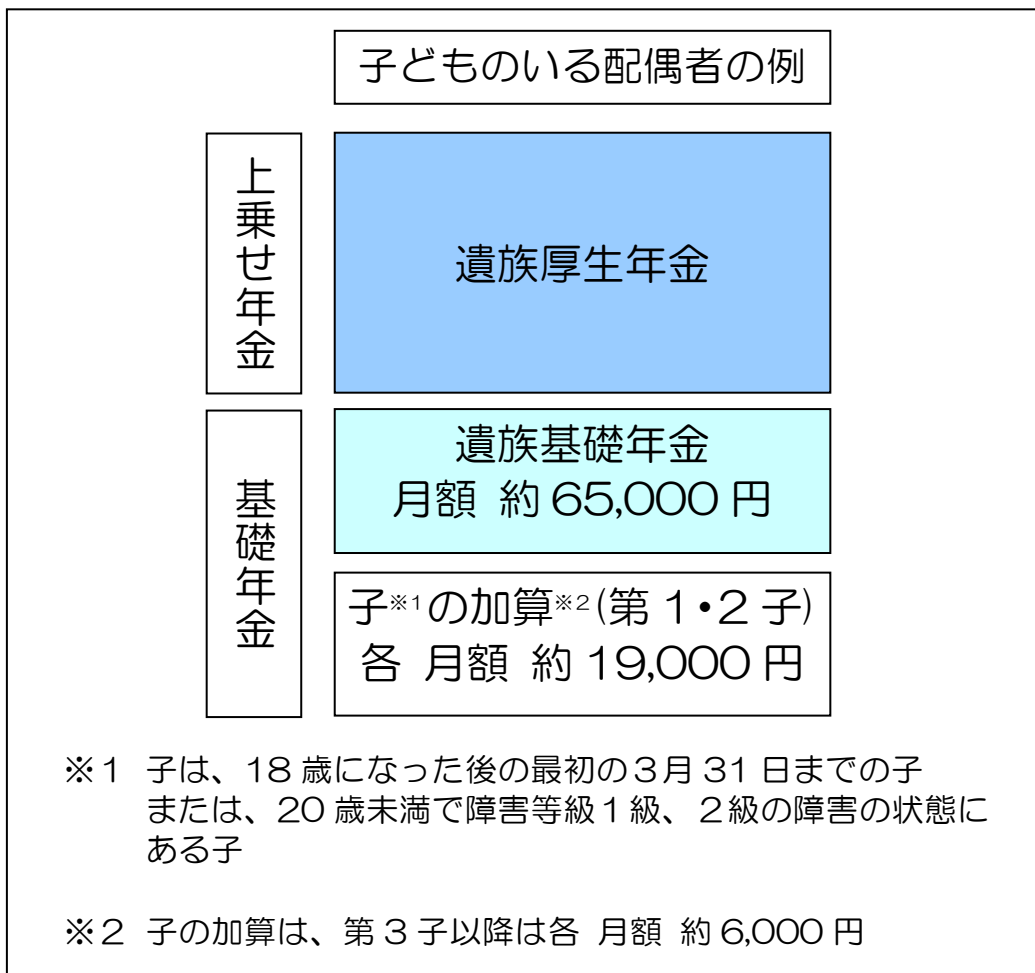 子どものいる配偶者の例
上乗せ年金
遺族厚生年金
基礎年金
遺族基礎年金
月額 約 65,000 円
子※1の加算※2(第 1・2 子)
各 月額 約 19,000 円
※1 子は、18 歳になった後の最初の3月 31 日までの子
または、20 歳未満で障害等級1級、2級の障害の状態に
ある子
※2 子の加算は、第 3 子以降は各 月額 約 6,000 円